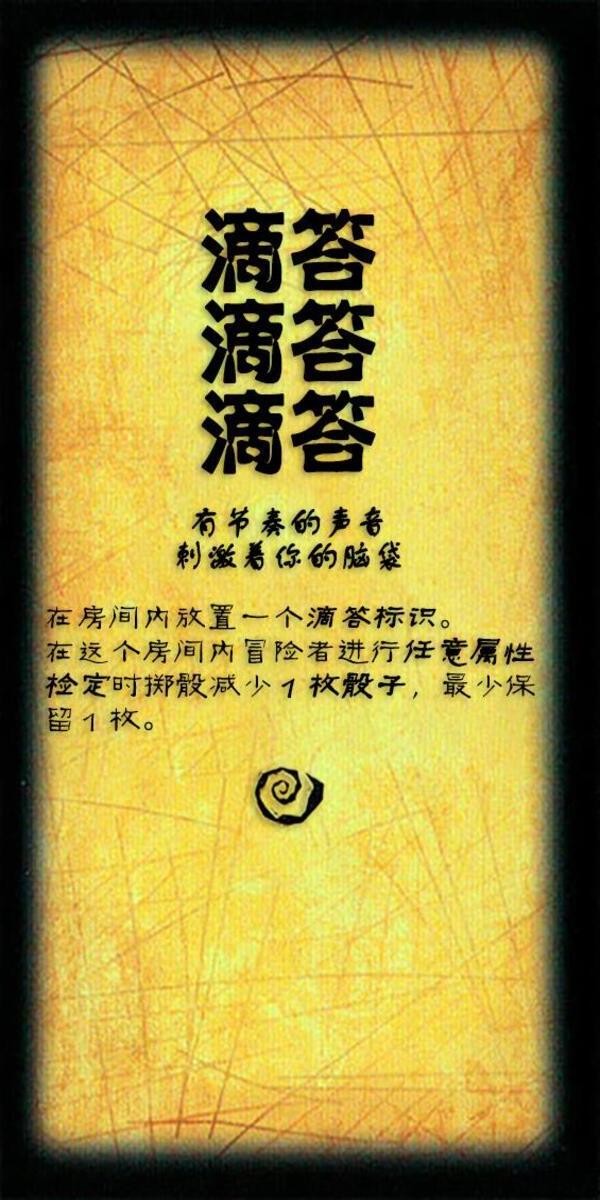 滴答
滴答
滴答
有节奏的声音
刺激着你的脑袋
在房间内放置一个滴答标识。
在这个房间内冒险者进行任意属性
检定时掷骰减少1枚骰子，最少保
留1枚。